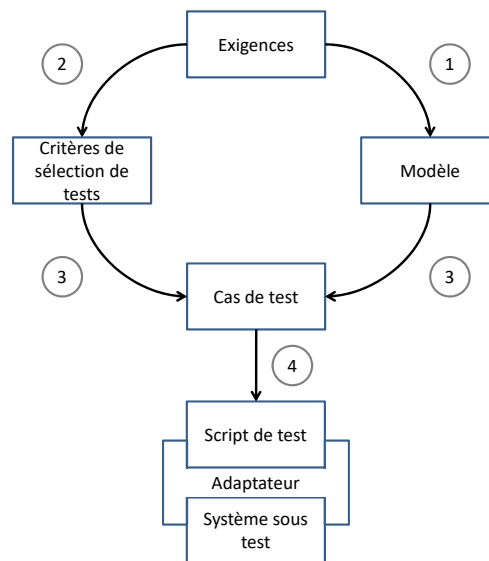 Exigences
2
1
Critères de
sélection de
tests
Modèle
3
3
Cas de test
4
Script de test
Adaptateur
Système sous
test